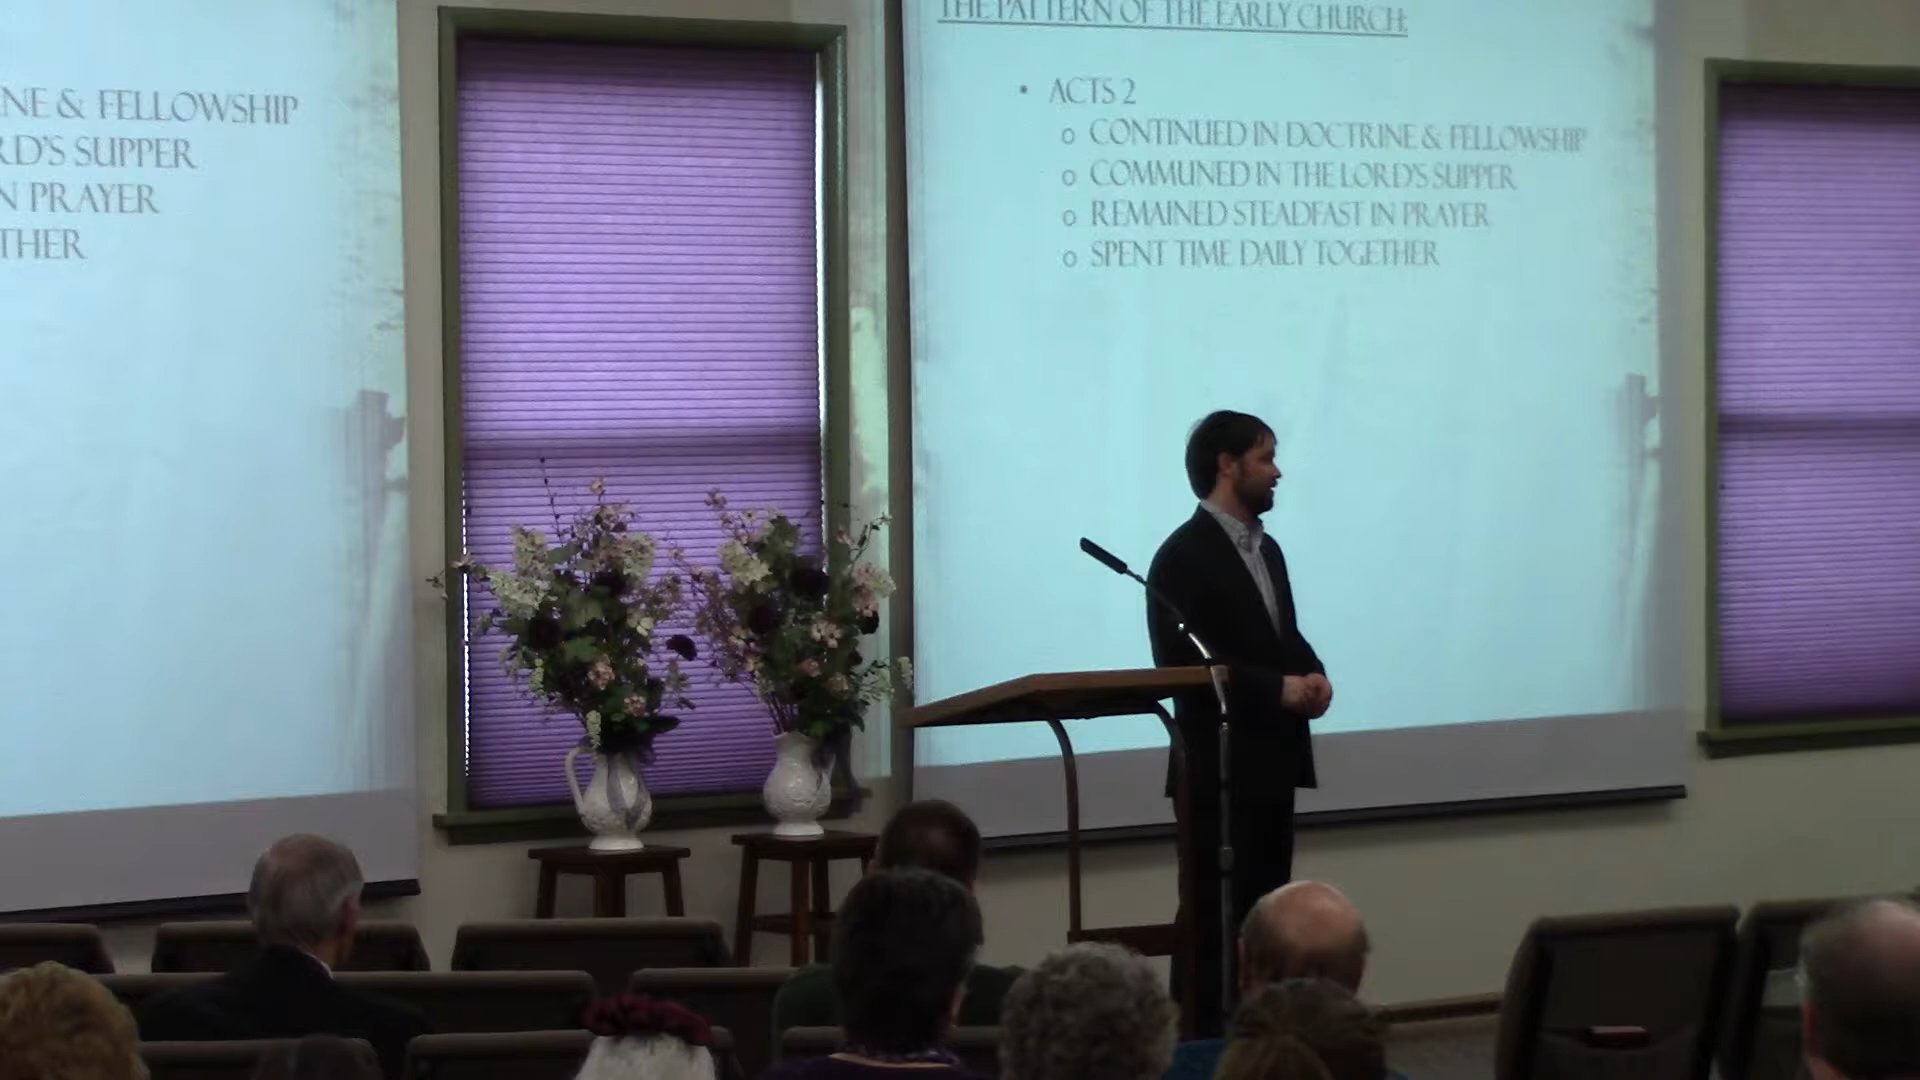 NE & FELLOWSHIP
RD'S SUPPER
N PRAYER
THER
THE PATTERN OF THE EARLY CHURCH:
• ACTS 2
o CONTINUED IN DOCTRINE & FELLOWSHIP
o COMMUNED IN THE LORD'S SUPPER
o REMAINED STEADFAST IN PRAYER
o SPENT TIME DAILY TOGETHER